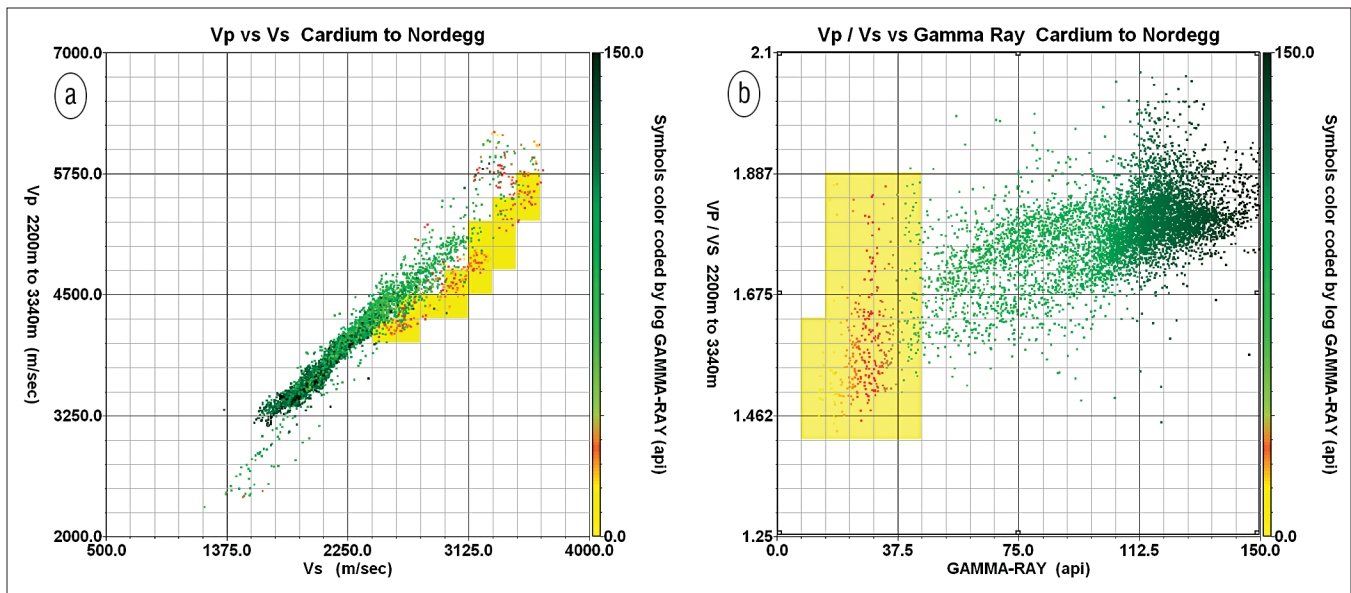 a
Vp vs Vs Cardium to Nordegg
7000.0
5750.0
4500.0
3250.0
2000.0
Vp 2200m to 3340m (m/sec)
500.0
1375.0
2250.0
3125.0
4000.0
Vs (m/sec)
150.0
0.0
Symbols color coded by log GAMMA-RAY (api)
b
Vp / Vs vs Gamma Ray Cardium to Nordegg
2.1
1.887
1.675
1.462
1.25
VP / VS 2200m to 3340m
0.0
37.5
75.0
112.5
150.0
GAMMA-RAY (api)
150.0
0.0
Symbols color coded by log GAMMA-RAY (api)